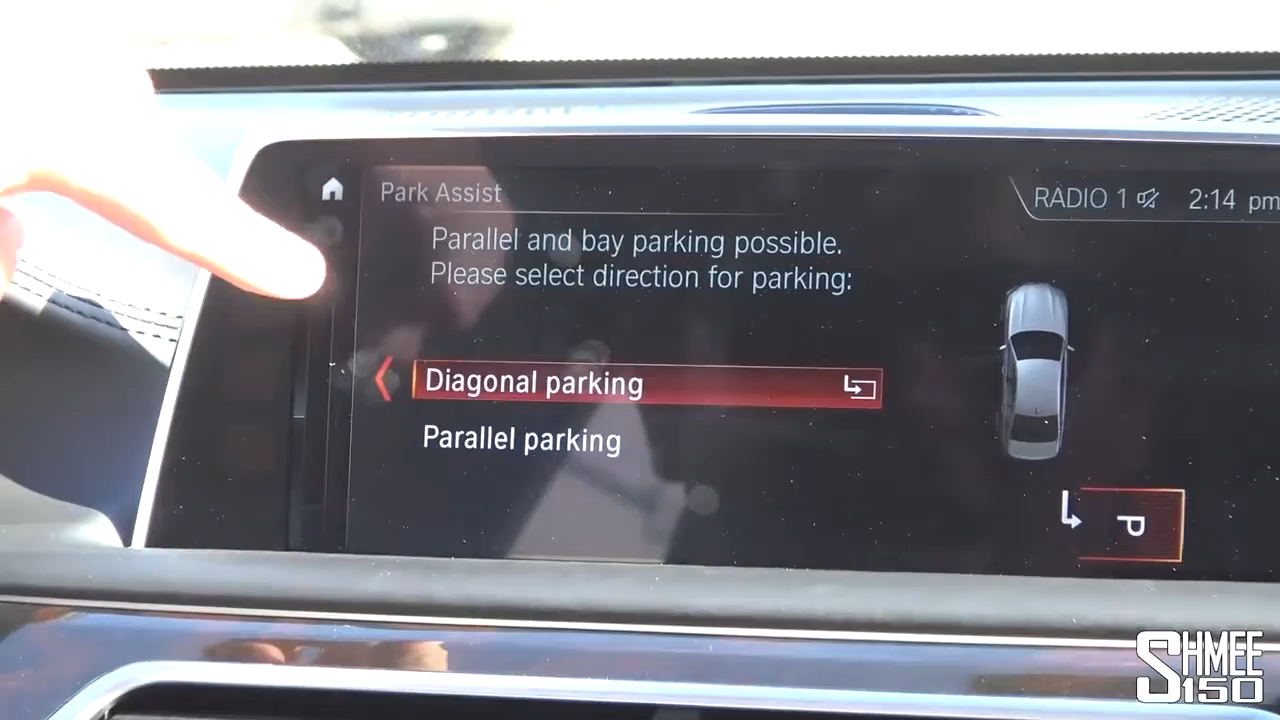 Park Assist
RADIO 1 2:14 pm
Parallel and bay parking possible.
Please select direction for parking:
Diagonal parking
Parallel parking
P
SHMEE
150